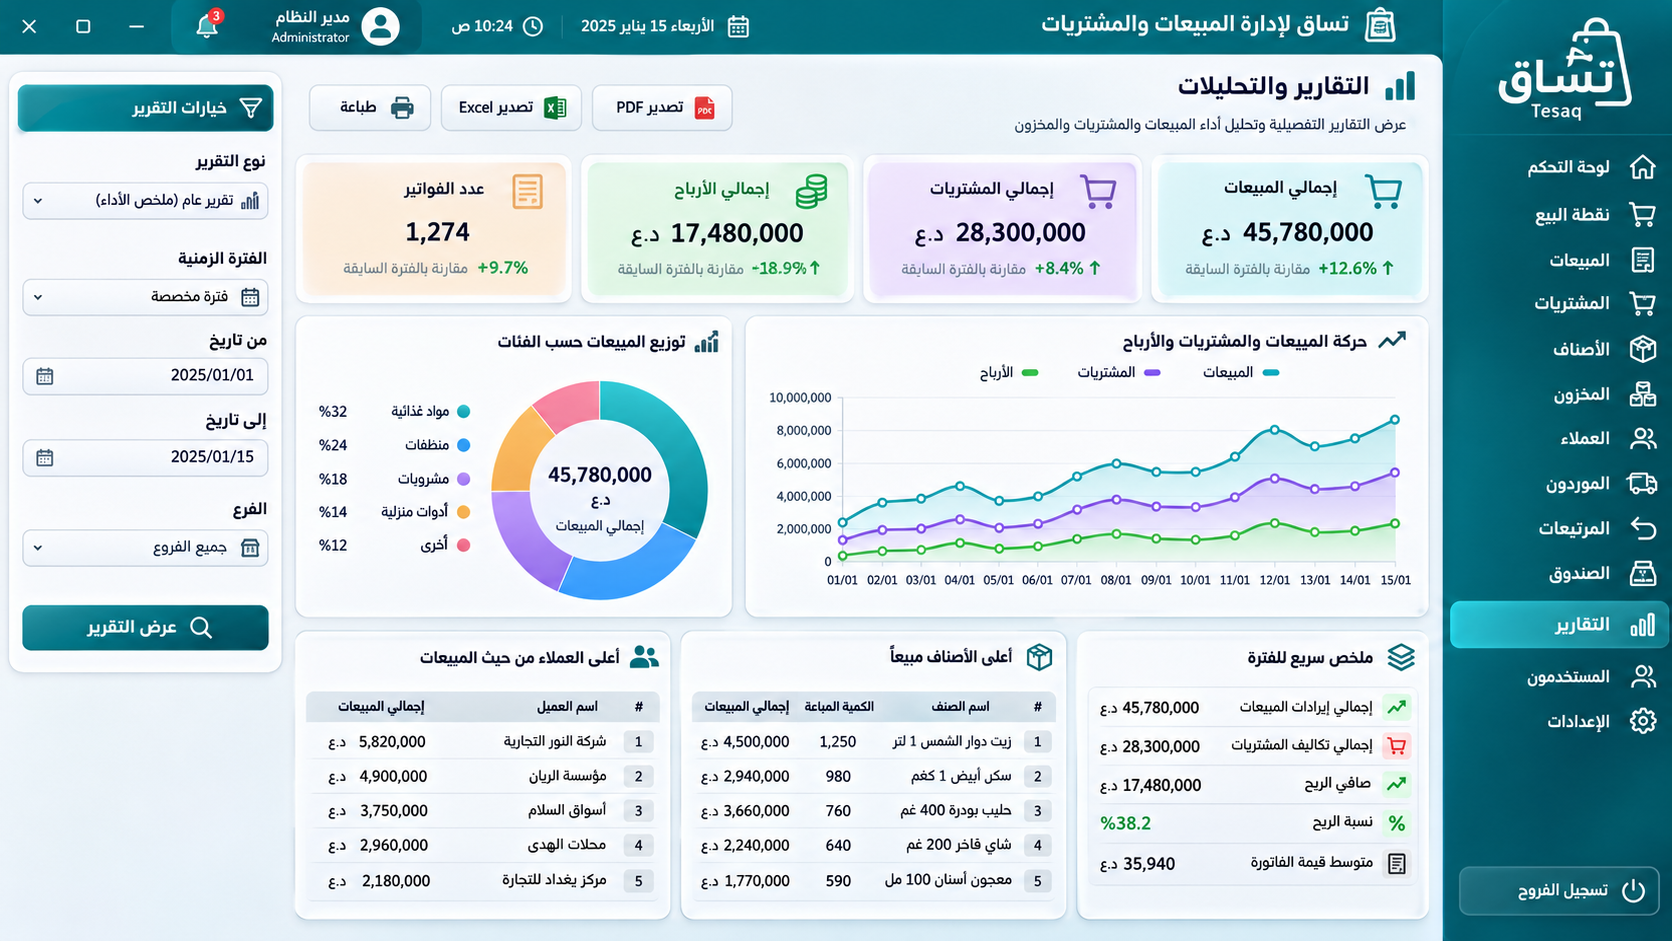 تساق
Tesaq
لوحة التحكم
نقطة البيع
المبيعات
المشتريات
الأصناف
المخزون
العملاء
الموردون
المرتيعات
الصندوق
التقارير
المستخدمون
الإعدادات
تسجيل الفروح
تساق لإدارة المبيعات والمشتريات
الأربعاء 15 يناير 2025
10:24 ص
مدير النظام
Administrator
3
التقارير والتحليلات
عرض التقارير التفصيلية وتحليل أداء المبيعات والمشتريات والمخزون
تصدير PDF
تصدير Excel
طباعة
إجمالي المبيعات
45,780,000 د.ع
+12.6% مقارنة بالفترة السابقة
إجمالي المشتريات
28,300,000 د.ع
+8.4% مقارنة بالفترة السابقة
إجمالي الأرباح
17,480,000 د.ع
-18.9% مقارنة بالفترة السابقة
عدد الفواتير
1,274
+9.7% مقارنة بالفترة السايقة
حركة المبيعات والمشتريات والأرباح
المبيعات
المشتريات
الأرباح
10,000,000
8,000,000
6,000,000
4,000,000
2,000,000
0
01/01 02/01 03/01 04/01 05/01 06/01 07/01 08/01 09/01 10/01 11/01 12/01 13/01 14/01 15/01
توزيع المبيعات حسب الفئات
45,780,000
د.ع
إجمالي المبيعات
مواد غذائية %32
منظفات %24
مشروبات %18
أدوات منزلية %14
أخرى %12
ملخص سريع للفترة
إجمالي إيرادات المبيعات 45,780,000 د.ع
إجمالي تكاليف المشتريات 28,300,000 د.ع
صافي الربح 17,480,000 د.ع
نسبة الربح %38.2
متوسط قيمة الفاتورة 35,940 د.ع
أعلى الأصناف مبيعاً
# اسم الصنف الكمية المباعة إجمالي المبيعات
1 زيت دوار الشمس 1 لتر 1,250 4,500,000 د.ع
2 سكر أبيض 1 كغم 980 2,940,000 د.ع
3 حليب بودرة 400 غم 760 3,660,000 د.ع
4 شاي فاخر 200 غم 640 2,240,000 د.ع
5 معجون أسنان 100 مل 590 1,770,000 د.ع
أعلى العملاء من حيث المبيعات
# اسم العميل إجمالي المبيعات
1 شركة النور التجارية 5,820,000 د.ع
2 مؤسسة الريان 4,900,000 د.ع
3 أسواق السلام 3,750,000 د.ع
4 محلات الهدى 2,960,000 د.ع
5 مركز بغداد للتجارة 2,180,000 د.ع
خيارات التقرير
نوع التقرير
تقرير عام (ملخص الأداء)
الفترة الزمنية
فترة مخصصة
من تاريخ
2025/01/01
إلى تاريخ
2025/01/15
الفرع
جميع الفروع
عرض التقرير